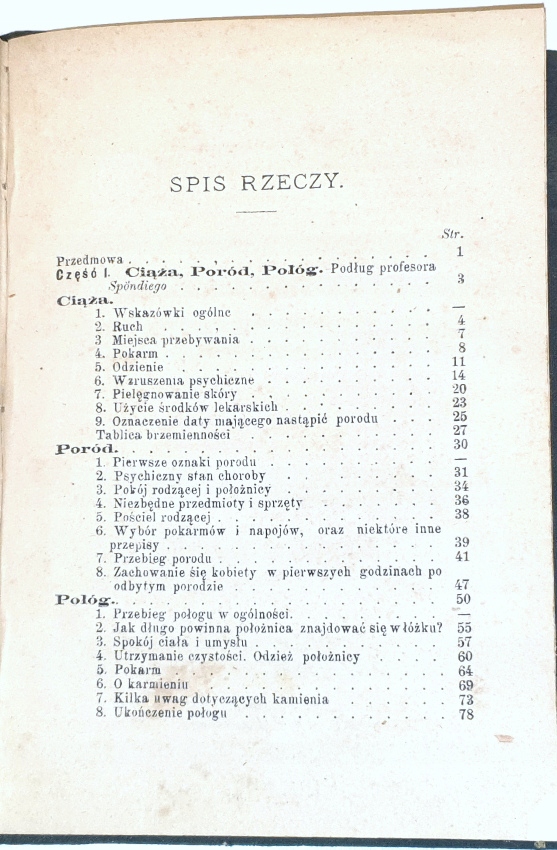 SPIS RZECZY.
Str.
Przedmowa . . . . . . . . . . . . . . . . . 1
Część I. Ciąża, Poród, Połóg. Podług profesora
Spöndiego . . . . . . . . . . . . . . 3
Ciąża.
1. Wskazówki ogólne . . . . . . . . . . —
2. Ruch . . . . . . . . . . . . . . . 4
3 Miejsca przebywania . . . . . . . . . . 7
4. Pokarm . . . . . . . . . . . . . . 8
5. Odzienie . . . . . . . . . . . . . . 11
6. Wzruszenia psychiczne . . . . . . . . . 14
7. Pielęgnowanie skóry . . . . . . . . . . 20
8. Użycie środków lekarskich . . . . . . . . 23
9. Oznaczenie daty mającego nastąpić porodu . . . 25
Tablica brzemienności . . . . . . . . . . 27
Poród. . . . . . . . . . . . . . . . . . 30
1. Pierwsze oznaki porodu . . . . . . . . . —
2. Psychiczny stan choroby . . . . . . . . 31
3. Pokój rodzącej i położnicy . . . . . . . . 34
4. Niezbędne przedmioty i sprzęty . . . . . . 36
5. Pościel rodzącej . . . . . . . . . . . . 38
6. Wybór pokarmów i napojów, oraz niektóre inne
przepisy . . . . . . . . . . . . . . 39
7. Przebieg porodu . . . . . . . . . . . . 41
8. Zachowanie się kobiety w pierwszych godzinach po
odbytym porodzie . . . . . . . . . . 47
Połóg. . . . . . . . . . . . . . . . . . 50
1. Przebieg połogu w ogólności. . . . . . . . —
2. Jak długo powinna położnica znajdować się w łóżku? 55
3. Spokój ciała i umysłu . . . . . . . . . . 57
4. Utrzymanie czystości. Odzież położnicy . . . . 60
5. Pokarm . . . . . . . . . . . . . . 64
6. O karmieniu . . . . . . . . . . . . . 69
7. Kilka uwag dotyczących kamienia . . . . . . 73
8. Ukończenie połogu . . . . . . . . . . . 78